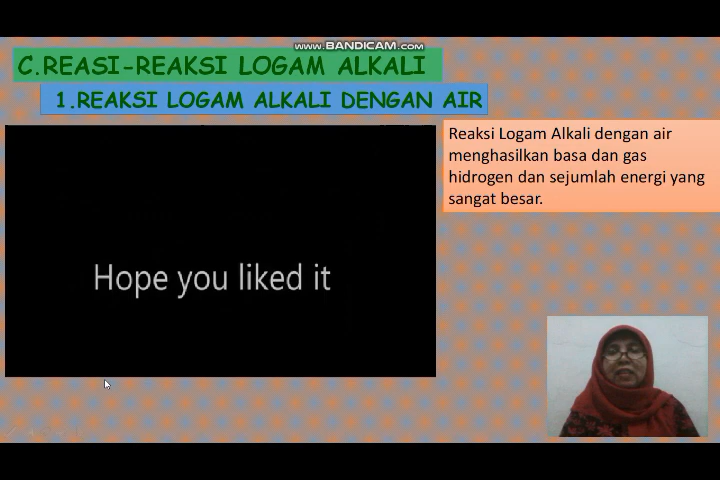 WWW.BANDICAM.COM
C.REASI-REAKSI LOGAM ALKALI
1.REAKSI LOGAM ALKALI DENGAN AIR
Reaksi Logam Alkali dengan air
menghasilkan basa dan gas
hidrogen dan sejumlah energi yang
sangat besar.
Hope you liked it